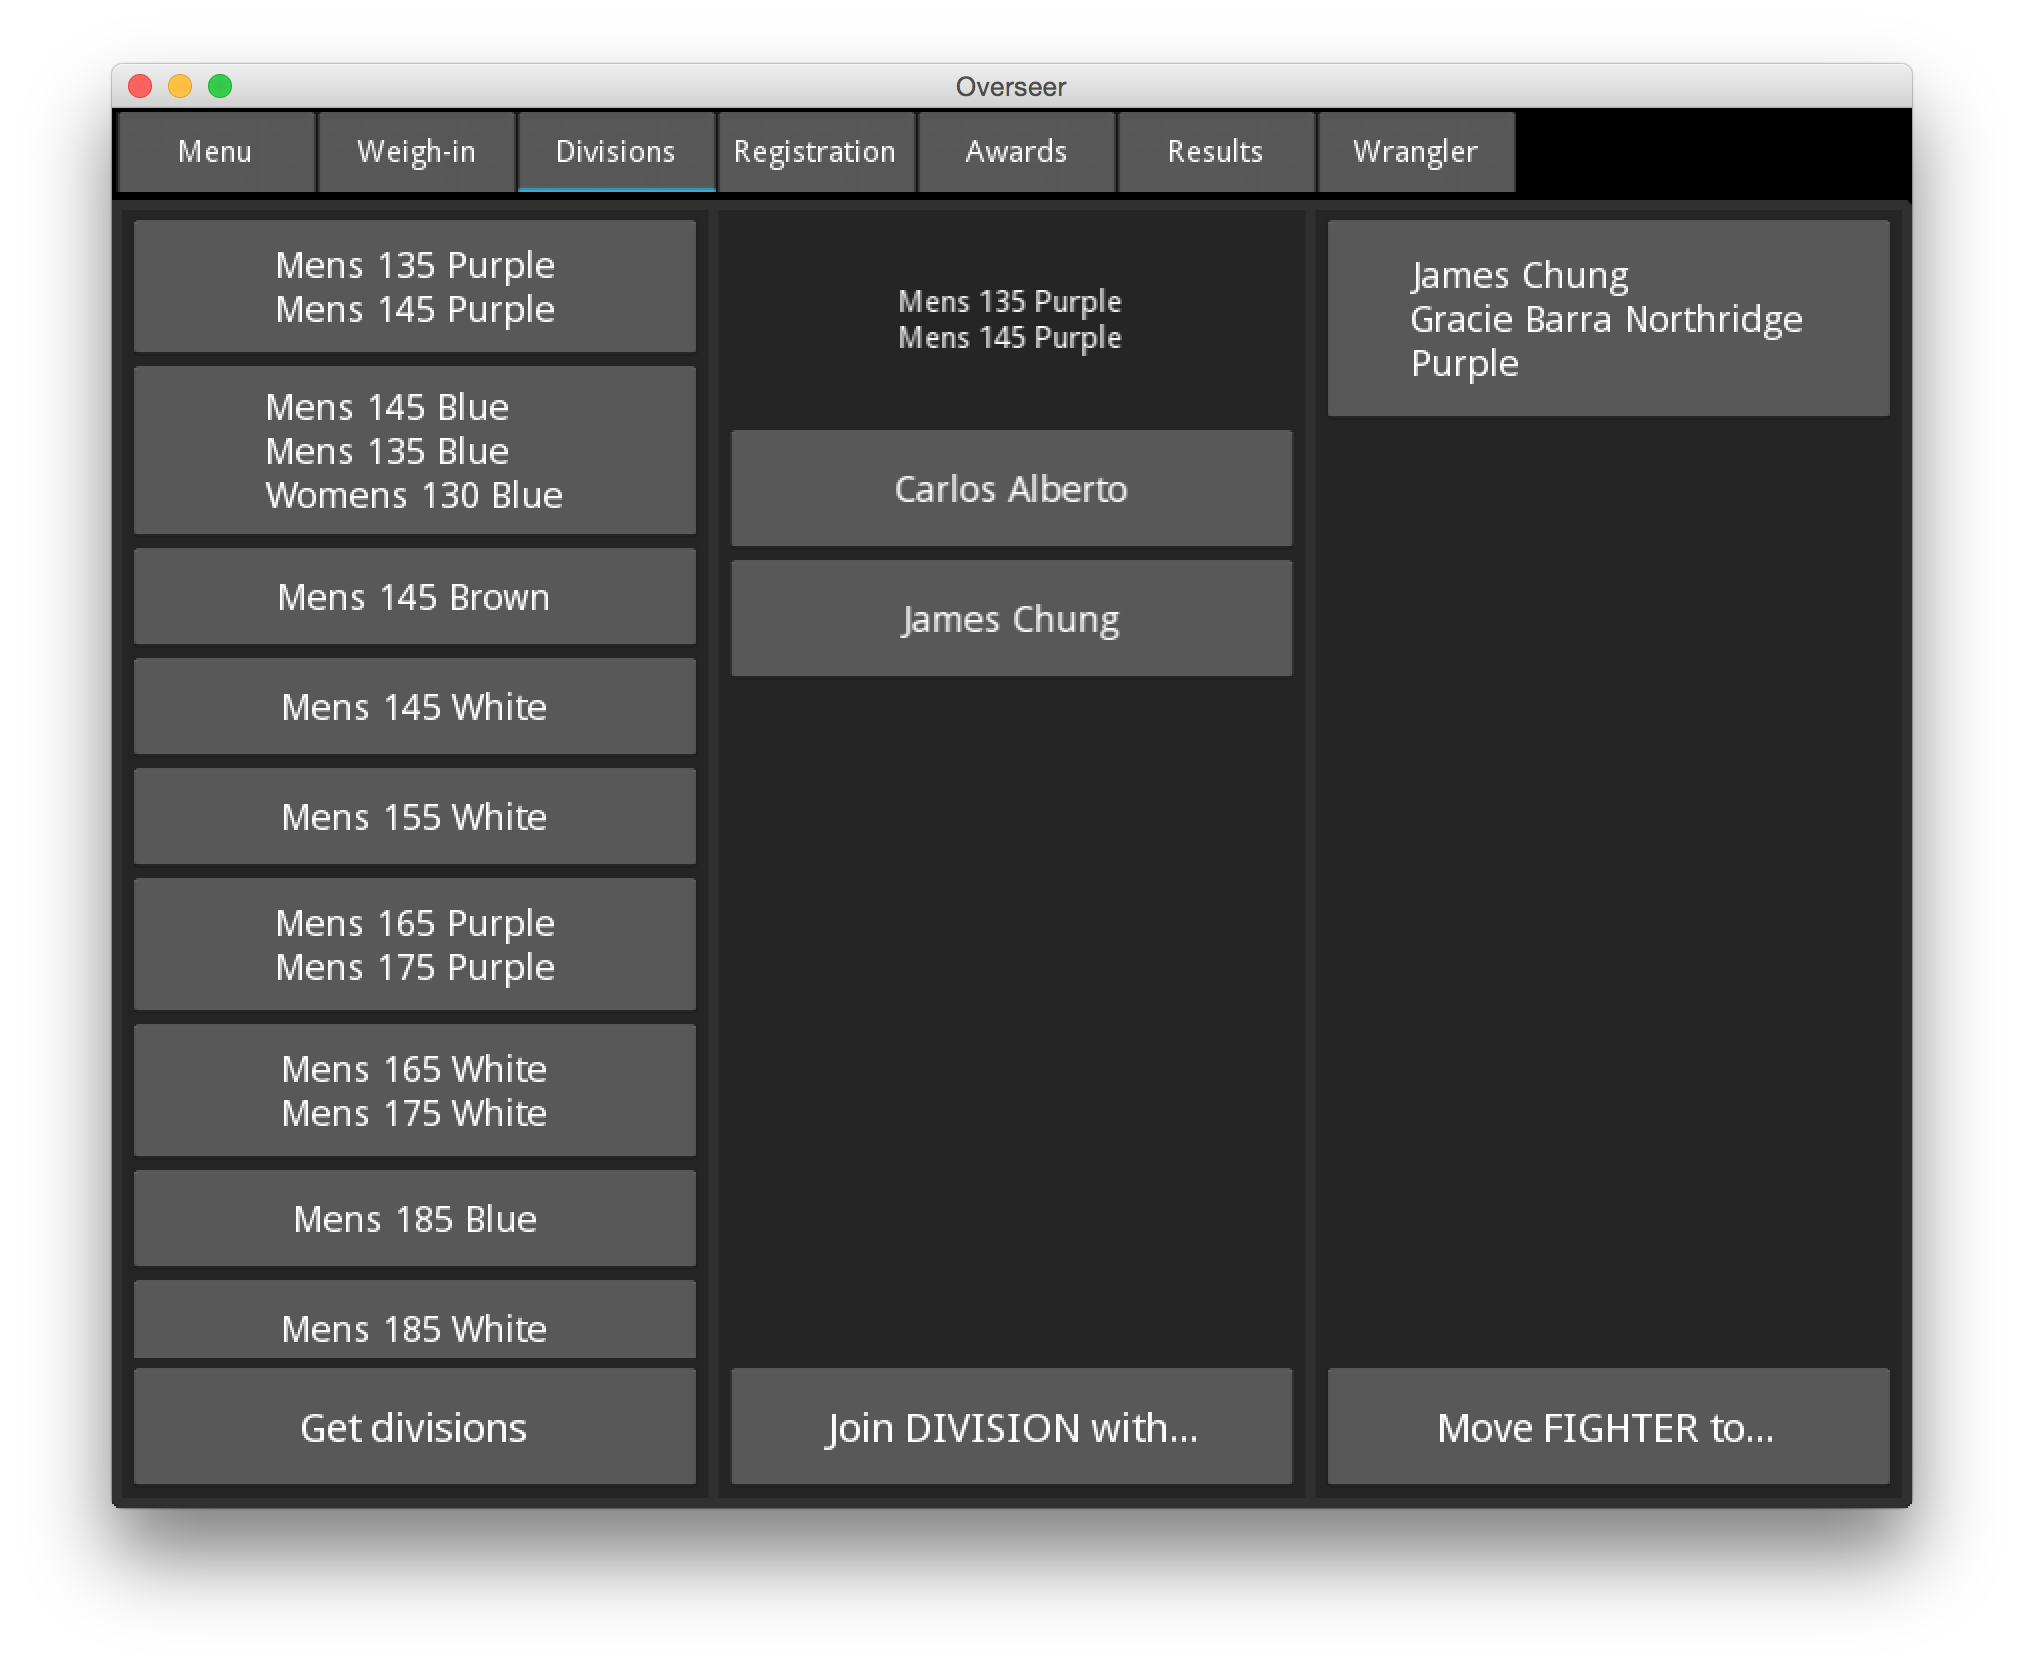 Overseer
Menu
Weigh-in
Divisions
Registration
Awards
Results
Wrangler
Mens 135 Purple
Mens 145 Purple
Mens 145 Blue
Mens 135 Blue
Womens 130 Blue
Mens 145 Brown
Mens 145 White
Mens 155 White
Mens 165 Purple
Mens 175 Purple
Mens 165 White
Mens 175 White
Mens 185 Blue
Mens 185 White
Get divisions
Mens 135 Purple
Mens 145 Purple
Carlos Alberto
James Chung
Join DIVISION with...
James Chung
Gracie Barra Northridge
Purple
Move FIGHTER to...